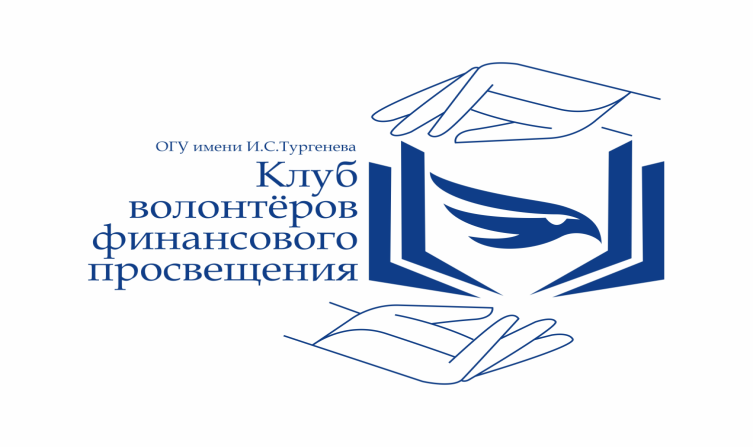 ОГУ имени И.С.Тургенева
Клуб
волонтёров
финансового
просвещения